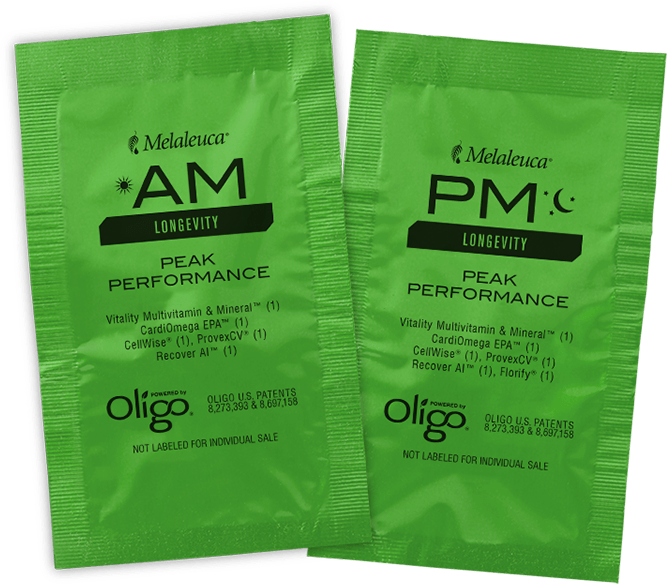 Melaleuca®
AM
LONGEVITY
PEAK
PERFORMANCE
Vitality Multivitamin & Mineral™ (1)
CardiOmega EPA™ (1)
CellWise® (1), ProvexCV® (1)
Recover AI™ (1)
POWERED by
Oligo®
OLIGO U.S. PATENTS
8,273,393 & 8,697,158
NOT LABELED FOR INDIVIDUAL SALE
Melaleuca®
PM
LONGEVITY
PEAK
PERFORMANCE
Vitality Multivitamin & Mineral™ (1)
CardiOmega EPA™ (1)
CellWise® (1), ProvexCV® (1)
Recover AI™ (1), Florify® (1)
POWERED by
Oligo®
OLIGO U.S. PATENTS
8,273,393 & 8,697,158
NOT LABELED FOR INDIVIDUAL SALE